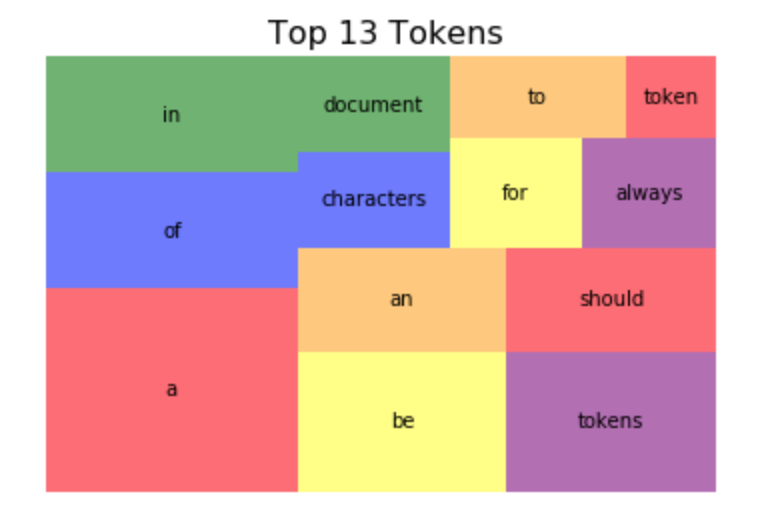 Top 13 Tokens
in
document
to
token
characters
for
always
of
an
should
a
be
tokens